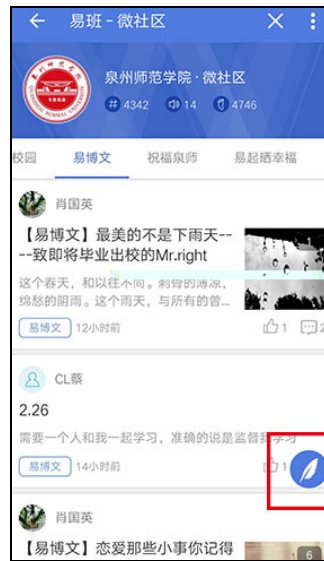 易班 - 微社区
泉州师范学院 · 微社区
# 4342 14 4746
校园 易博文 祝福泉师 易起晒幸福
肖国英
【易博文】最美的不是下雨天--
--致即将毕业出校的Mr.right
这个春天，和以往不同。刺骨的薄凉，
绵愁的阴雨。这个雨天，与所有的曾...
易博文 12小时前 1 2
CL蔡
2.26
需要一个人和我一起学习，准确的说是监督我学习
易博文 14小时前 1
肖国英
【易博文】恋爱那些小事你记得
6